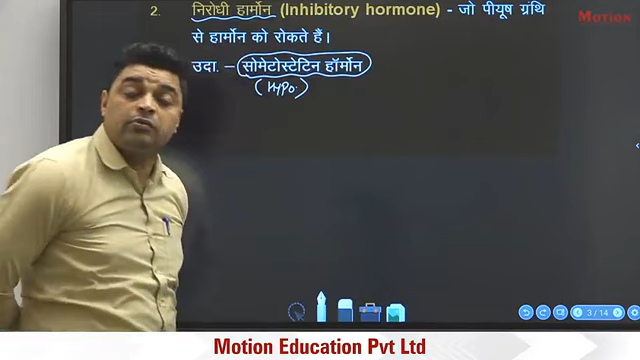 2. निरोधी हार्मोन (Inhibitory hormone) - जो पीयूष ग्रंथि
MOTION
से हार्मोन को रोकते हैं।
उदा. – सोमेटोस्टेटिन हॉर्मोन
(Hypo.)
3 / 14
Motion Education Pvt Ltd